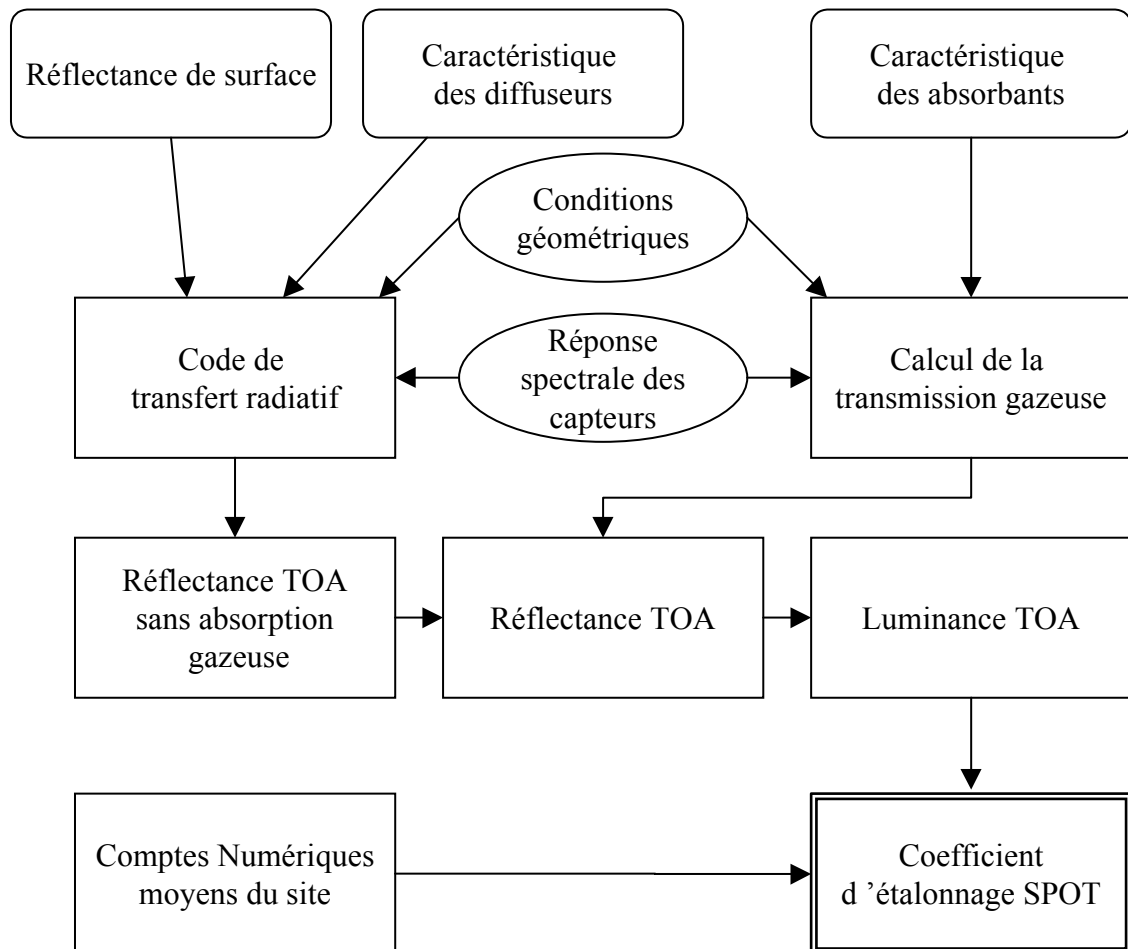 Réflectance de surface
Caractéristique
des diffuseurs
Caractéristique
des absorbants
Conditions
géométriques
Code de
transfert radiatif
Réponse
spectrale des
capteurs
Calcul de la
transmission gazeuse
Réflectance TOA
sans absorption
gazeuse
Réflectance TOA
Luminance TOA
Comptes Numériques
moyens du site
Coefficient
d ’étalonnage SPOT